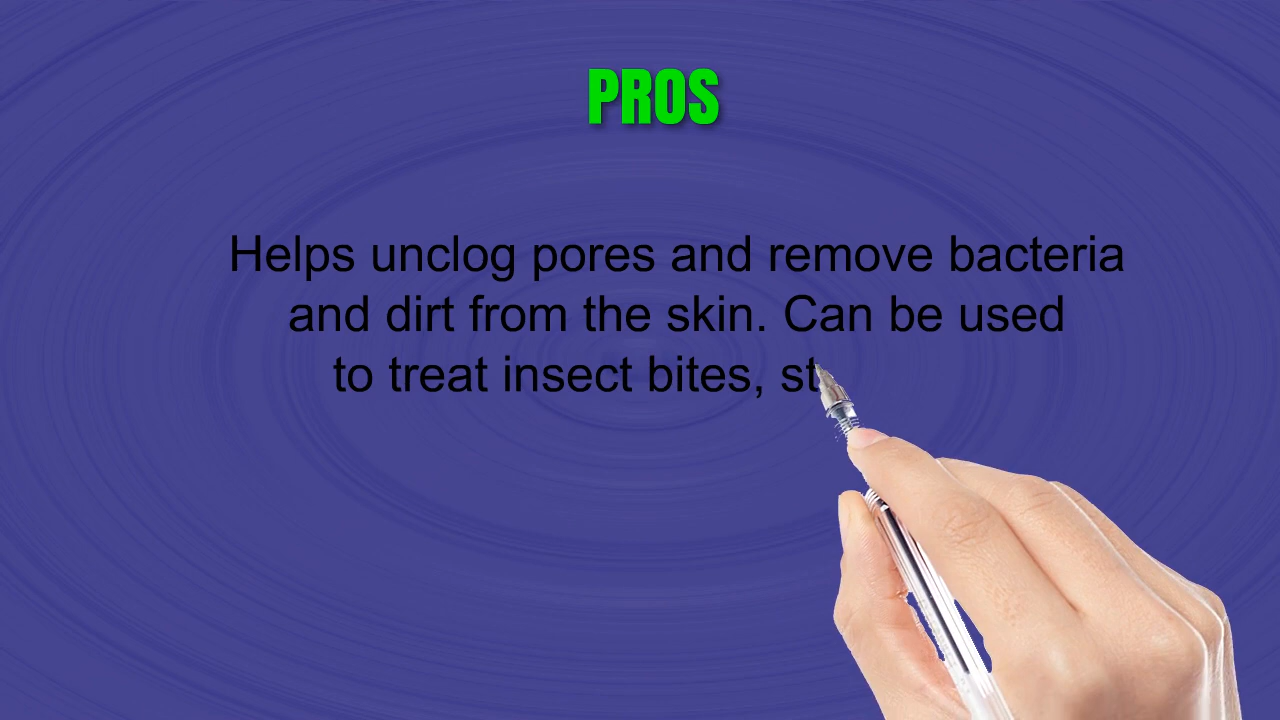 PROS
Helps unclog pores and remove bacteria
and dirt from the skin. Can be used
to treat insect bites, st